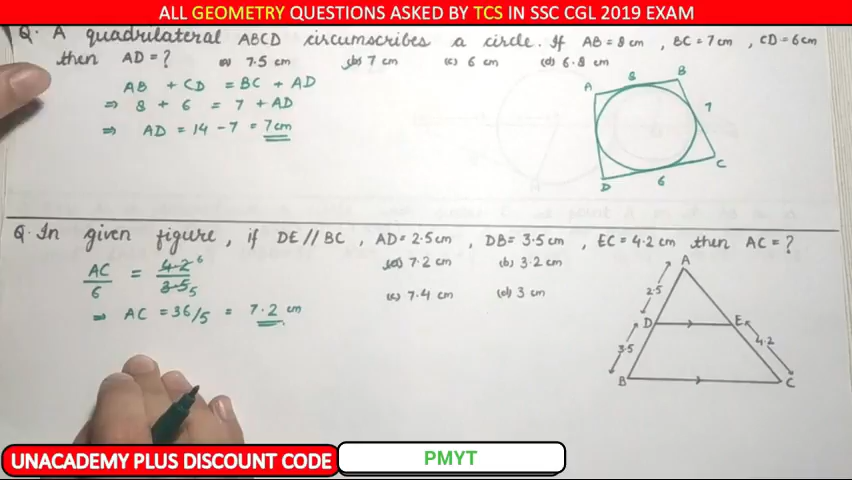 ALL GEOMETRY QUESTIONS ASKED BY TCS IN SSC CGL 2019 EXAM
Q. A quadrilateral ABCD circumscribes a circle. If AB = 8 cm , BC = 7 cm , CD = 6 cm
then AD = ? (a) 7.5 cm (b) 7 cm (c) 6 cm (d) 6.8 cm
AB + CD = BC + AD
⇒ 8 + 6 = 7 + AD
⇒ AD = 14 - 7 = 7 cm
A 8 B
7
C
6
D
Q. In given figure , if DE // BC , AD = 2.5 cm , DB = 3.5 cm , EC = 4.2 cm then AC = ?
(a) 7.2 cm (b) 3.2 cm
(c) 7.4 cm (d) 3 cm
AC/6 = 4.2 6/3.5 5
⇒ AC = 36/5 = 7.2 cm
A
2.5
D E
3.5 4.2
B C
UNACADEMY PLUS DISCOUNT CODE PMYT